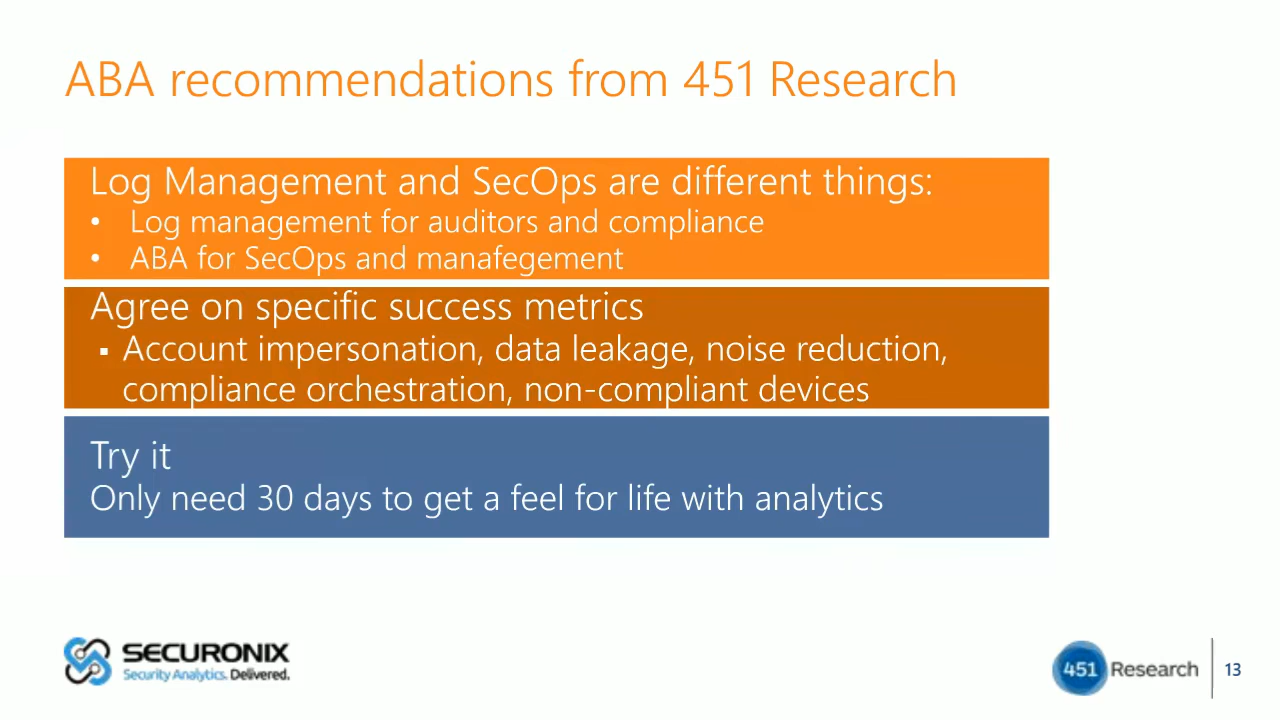 ABA recommendations from 451 Research
Log Management and SecOps are different things:
• Log management for auditors and compliance
• ABA for SecOps and manafegement
Agree on specific success metrics
▪ Account impersonation, data leakage, noise reduction,
compliance orchestration, non-compliant devices
Try it
Only need 30 days to get a feel for life with analytics
SECURONIX
Security Analytics. Delivered.
451 Research
13